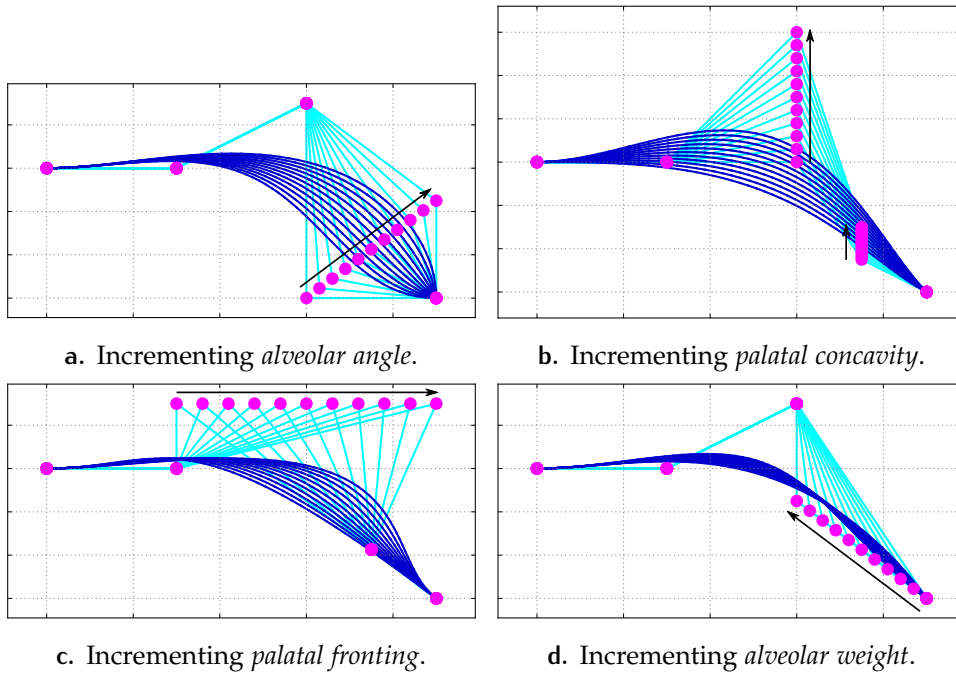 a. Incrementing alveolar angle.
b. Incrementing palatal concavity.
c. Incrementing palatal fronting.
d. Incrementing alveolar weight.